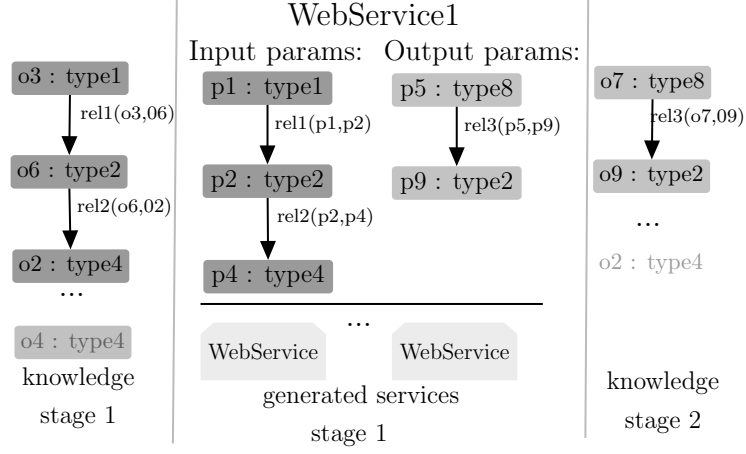 WebService1
Input params:
Output params:
o3 : type1
rel1(o3,06)
o6 : type2
rel2(o6,02)
o2 : type4
...
o4 : type4
knowledge
stage 1
p1 : type1
rel1(p1,p2)
p2 : type2
rel2(p2,p4)
p4 : type4
p5 : type8
rel3(p5,p9)
p9 : type2
...
WebService
WebService
generated services
stage 1
o7 : type8
rel3(o7,09)
o9 : type2
...
o2 : type4
knowledge
stage 2